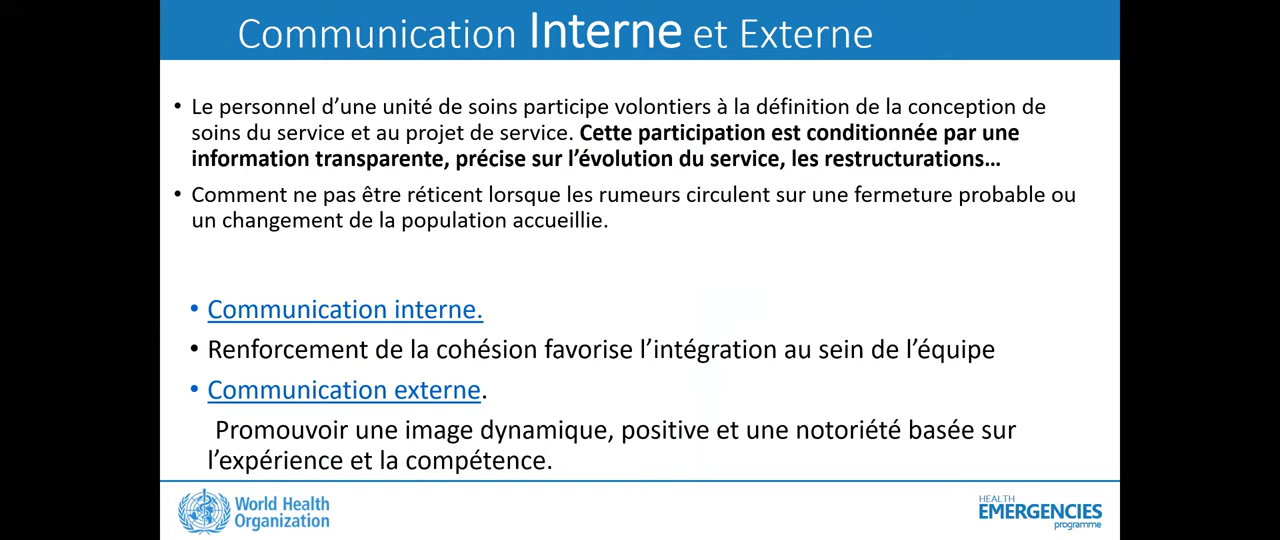 Communication Interne et Externe
• Le personnel d’une unité de soins participe volontiers à la définition de la conception de
soins du service et au projet de service. Cette participation est conditionnée par une
information transparente, précise sur l’évolution du service, les restructurations…
• Comment ne pas être réticent lorsque les rumeurs circulent sur une fermeture probable ou
un changement de la population accueillie.
• Communication interne.
• Renforcement de la cohésion favorise l’intégration au sein de l’équipe
• Communication externe.
Promouvoir une image dynamique, positive et une notoriété basée sur
l’expérience et la compétence.
World Health
Organization
HEALTH
EMERGENCIES
programme